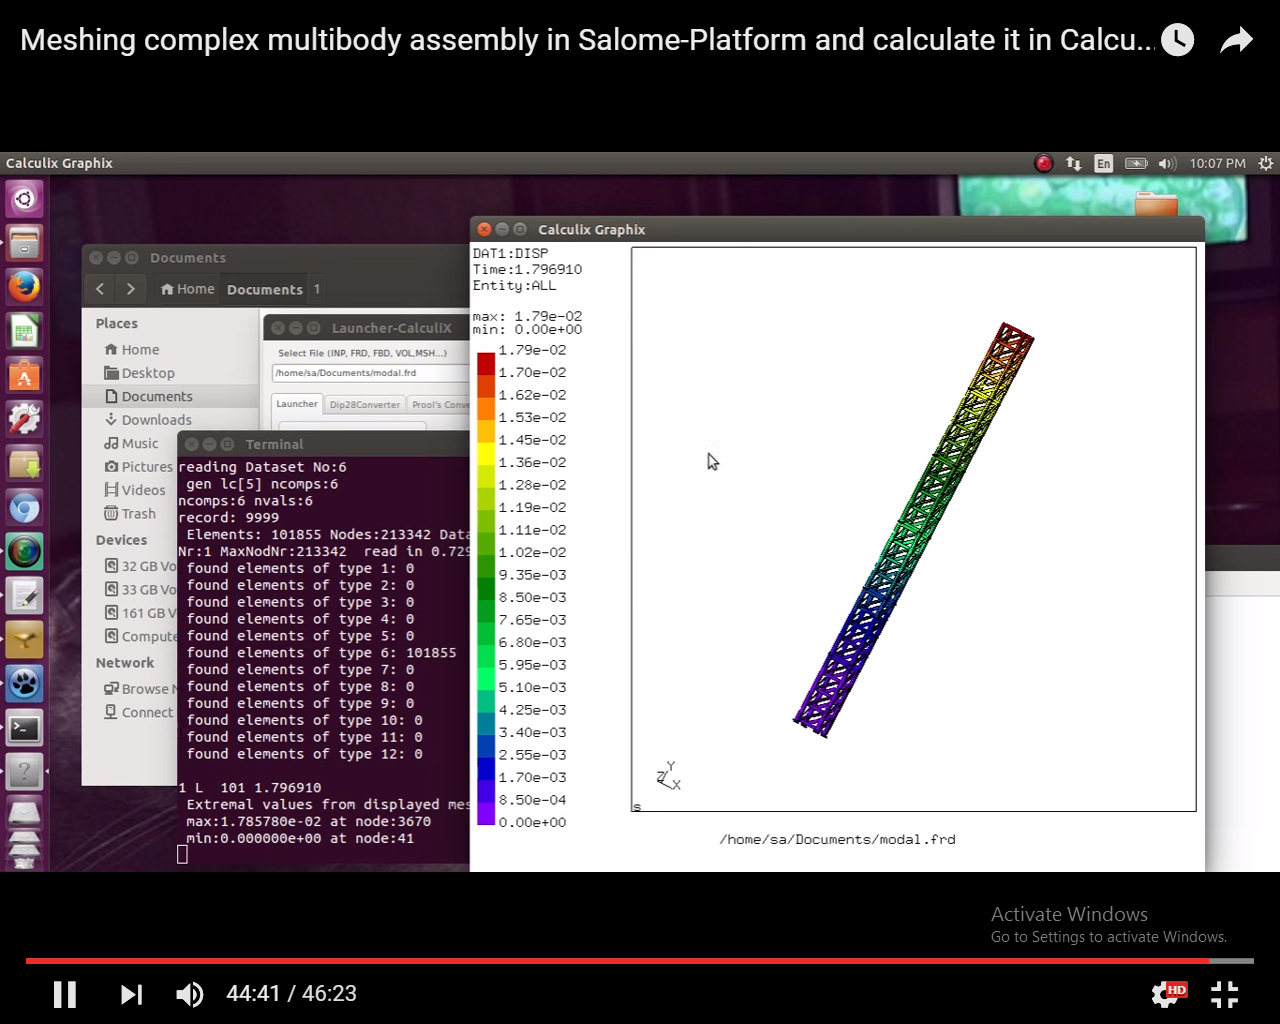 Meshing complex multibody assembly in Salome-Platform and calculate it in Calcu...
Calculix Graphix
En
10:07 PM
Documents
Home
Documents
1
Places
Home
Desktop
Documents
Downloads
Music
Pictures
Videos
Trash
Devices
32 GB Vo
33 GB Vo
161 GB V
Compute
Network
Browse N
Connect
Launcher-CalculiX
Select File (INP, FRD, FBD, VOL,MSH...)
/home/sa/Documents/modal.frd
Launcher
Dip28Converter
Prool's Conve
Terminal
reading Dataset No:6
gen lc[5] ncomps:6
ncomps:6 nvals:6
record: 9999
Elements: 101855 Nodes:213342 Data
Nr:1 MaxNodNr:213342 read in 0.729
found elements of type 1: 0
found elements of type 2: 0
found elements of type 3: 0
found elements of type 4: 0
found elements of type 5: 0
found elements of type 6: 101855
found elements of type 7: 0
found elements of type 8: 0
found elements of type 9: 0
found elements of type 10: 0
found elements of type 11: 0
found elements of type 12: 0
1 L 101 1.796910
Extremal values from displayed mes
max:1.785780e-02 at node:3670
min:0.000000e+00 at node:41
Calculix Graphix
DAT1:DISP
Time:1.796910
Entity:ALL
max: 1.79e-02
min: 0.00e+00
1.79e-02
1.70e-02
1.62e-02
1.53e-02
1.45e-02
1.36e-02
1.28e-02
1.19e-02
1.11e-02
1.02e-02
9.35e-03
8.50e-03
7.65e-03
6.80e-03
5.95e-03
5.10e-03
4.25e-03
3.40e-03
2.55e-03
1.70e-03
8.50e-04
0.00e+00
Y
Z
X
s
/home/sa/Documents/modal.frd
Activate Windows
Go to Settings to activate Windows.
44:41 / 46:23
HD